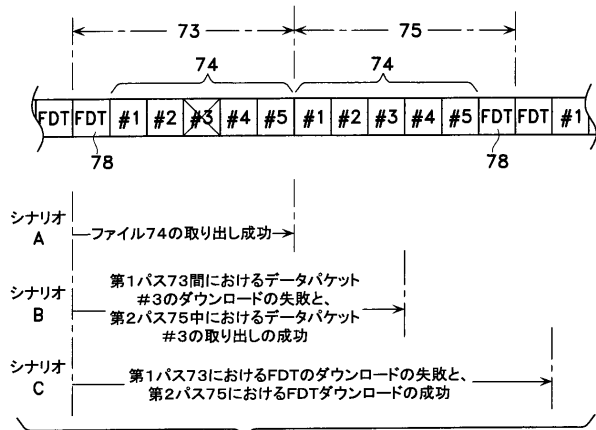 73
75
74
74
FDT FDT #1 #2 #3 #4 #5 #1 #2 #3 #4 #5 FDT FDT #1
78
78
シナリオ
A
ファイル74の取り出し成功
シナリオ
B
第1パス73間におけるデータパケット
#3のダウンロードの失敗と、
第2パス75中におけるデータパケット
#3の取り出しの成功
シナリオ
C
第1パス73におけるFDTのダウンロードの失敗と、
第2パス75におけるFDTダウンロードの成功